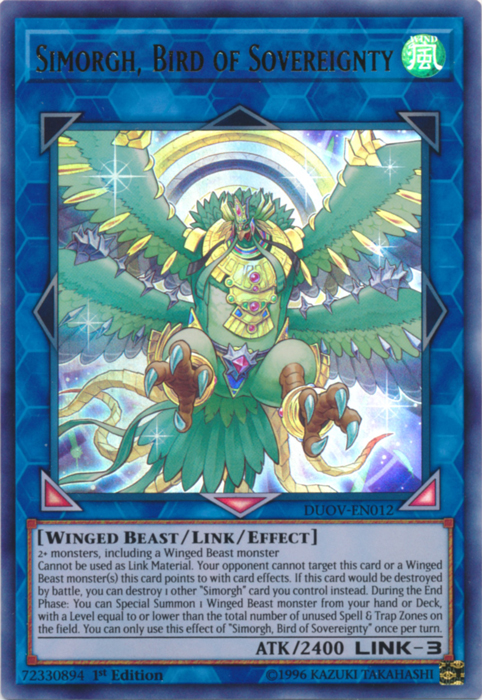 Simorgh, Bird of Sovereignty
WIND
風
DUOV-EN012
[Winged Beast/Link/Effect]
2+ monsters, including a Winged Beast monster
Cannot be used as Link Material. Your opponent cannot target this card or a Winged
Beast monster(s) this card points to with card effects. If this card would be destroyed
by battle, you can destroy 1 other "Simorgh" card you control instead. During the End
Phase: You can Special Summon 1 Winged Beast monster from your hand or Deck,
with a Level equal to or lower than the total number of unused Spell & Trap Zones on
the field. You can only use this effect of "Simorgh, Bird of Sovereignty" once per turn.
ATK/2400 LINK-3
72330894 1st Edition ©1996 KAZUKI TAKAHASHI